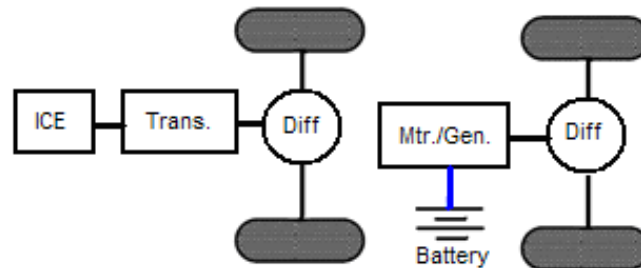 ICE
Trans.
Diff
Mtr./Gen.
Diff
Battery